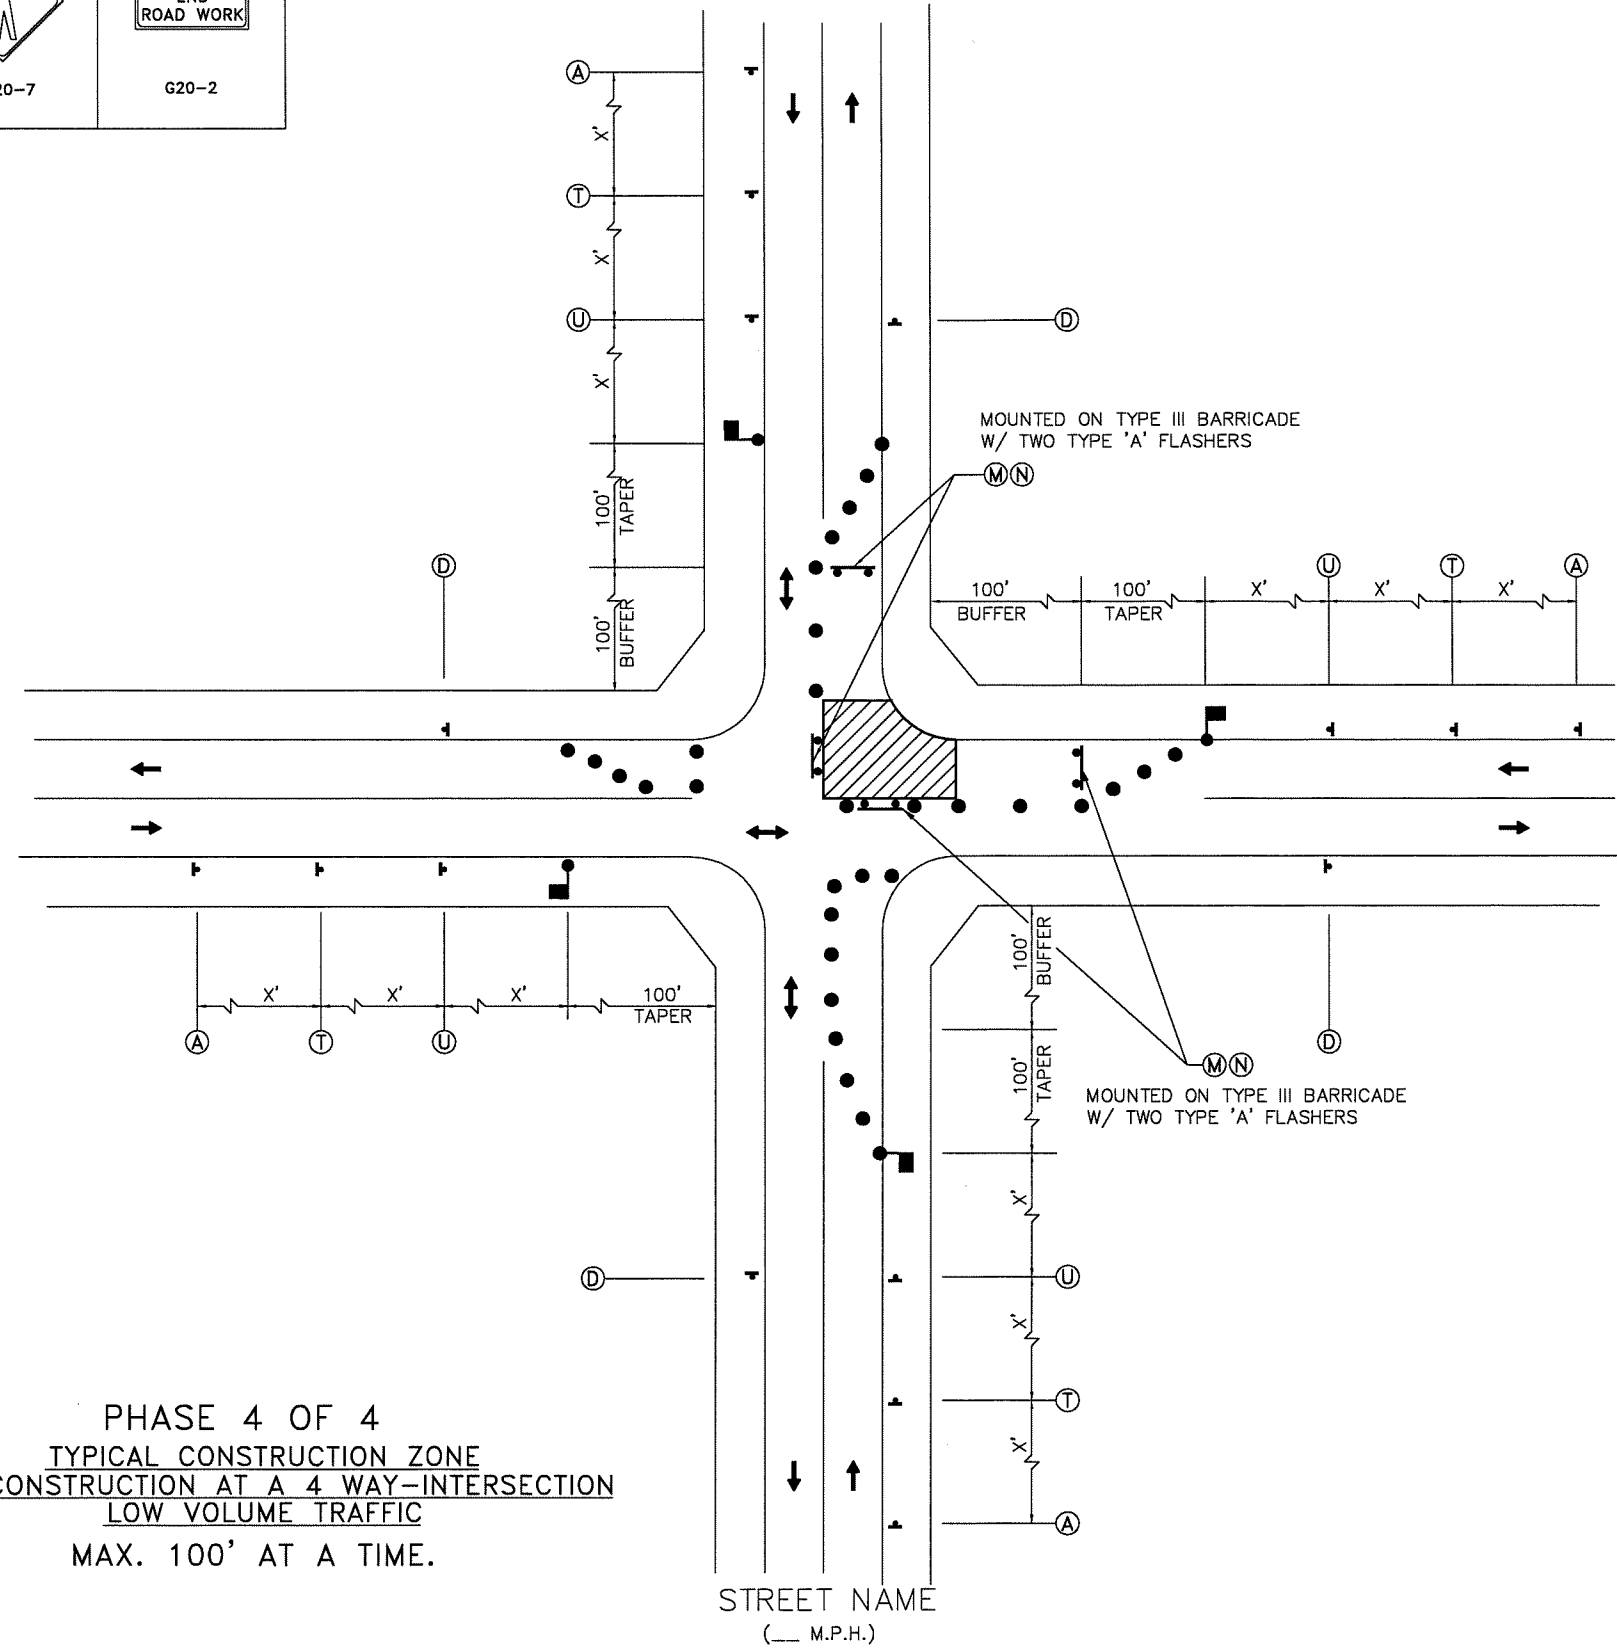 END
ROAD WORK
20-7
G20-2
A
X'
T
X'
U
D
X'
MOUNTED ON TYPE III BARRICADE
W/ TWO TYPE 'A' FLASHERS
M N
100'
TAPER
D
U
T
A
100'
BUFFER
100'
TAPER
X'
X'
X'
100'
BUFFER
100'
BUFFER
X'
X'
X'
100'
TAPER
A
T
U
D
100'
TAPER
M N
MOUNTED ON TYPE III BARRICADE
W/ TWO TYPE 'A' FLASHERS
X'
D
U
X'
T
X'
A
PHASE 4 OF 4
TYPICAL CONSTRUCTION ZONE
CONSTRUCTION AT A 4 WAY-INTERSECTION
LOW VOLUME TRAFFIC
MAX. 100' AT A TIME.
STREET NAME
(__ M.P.H.)